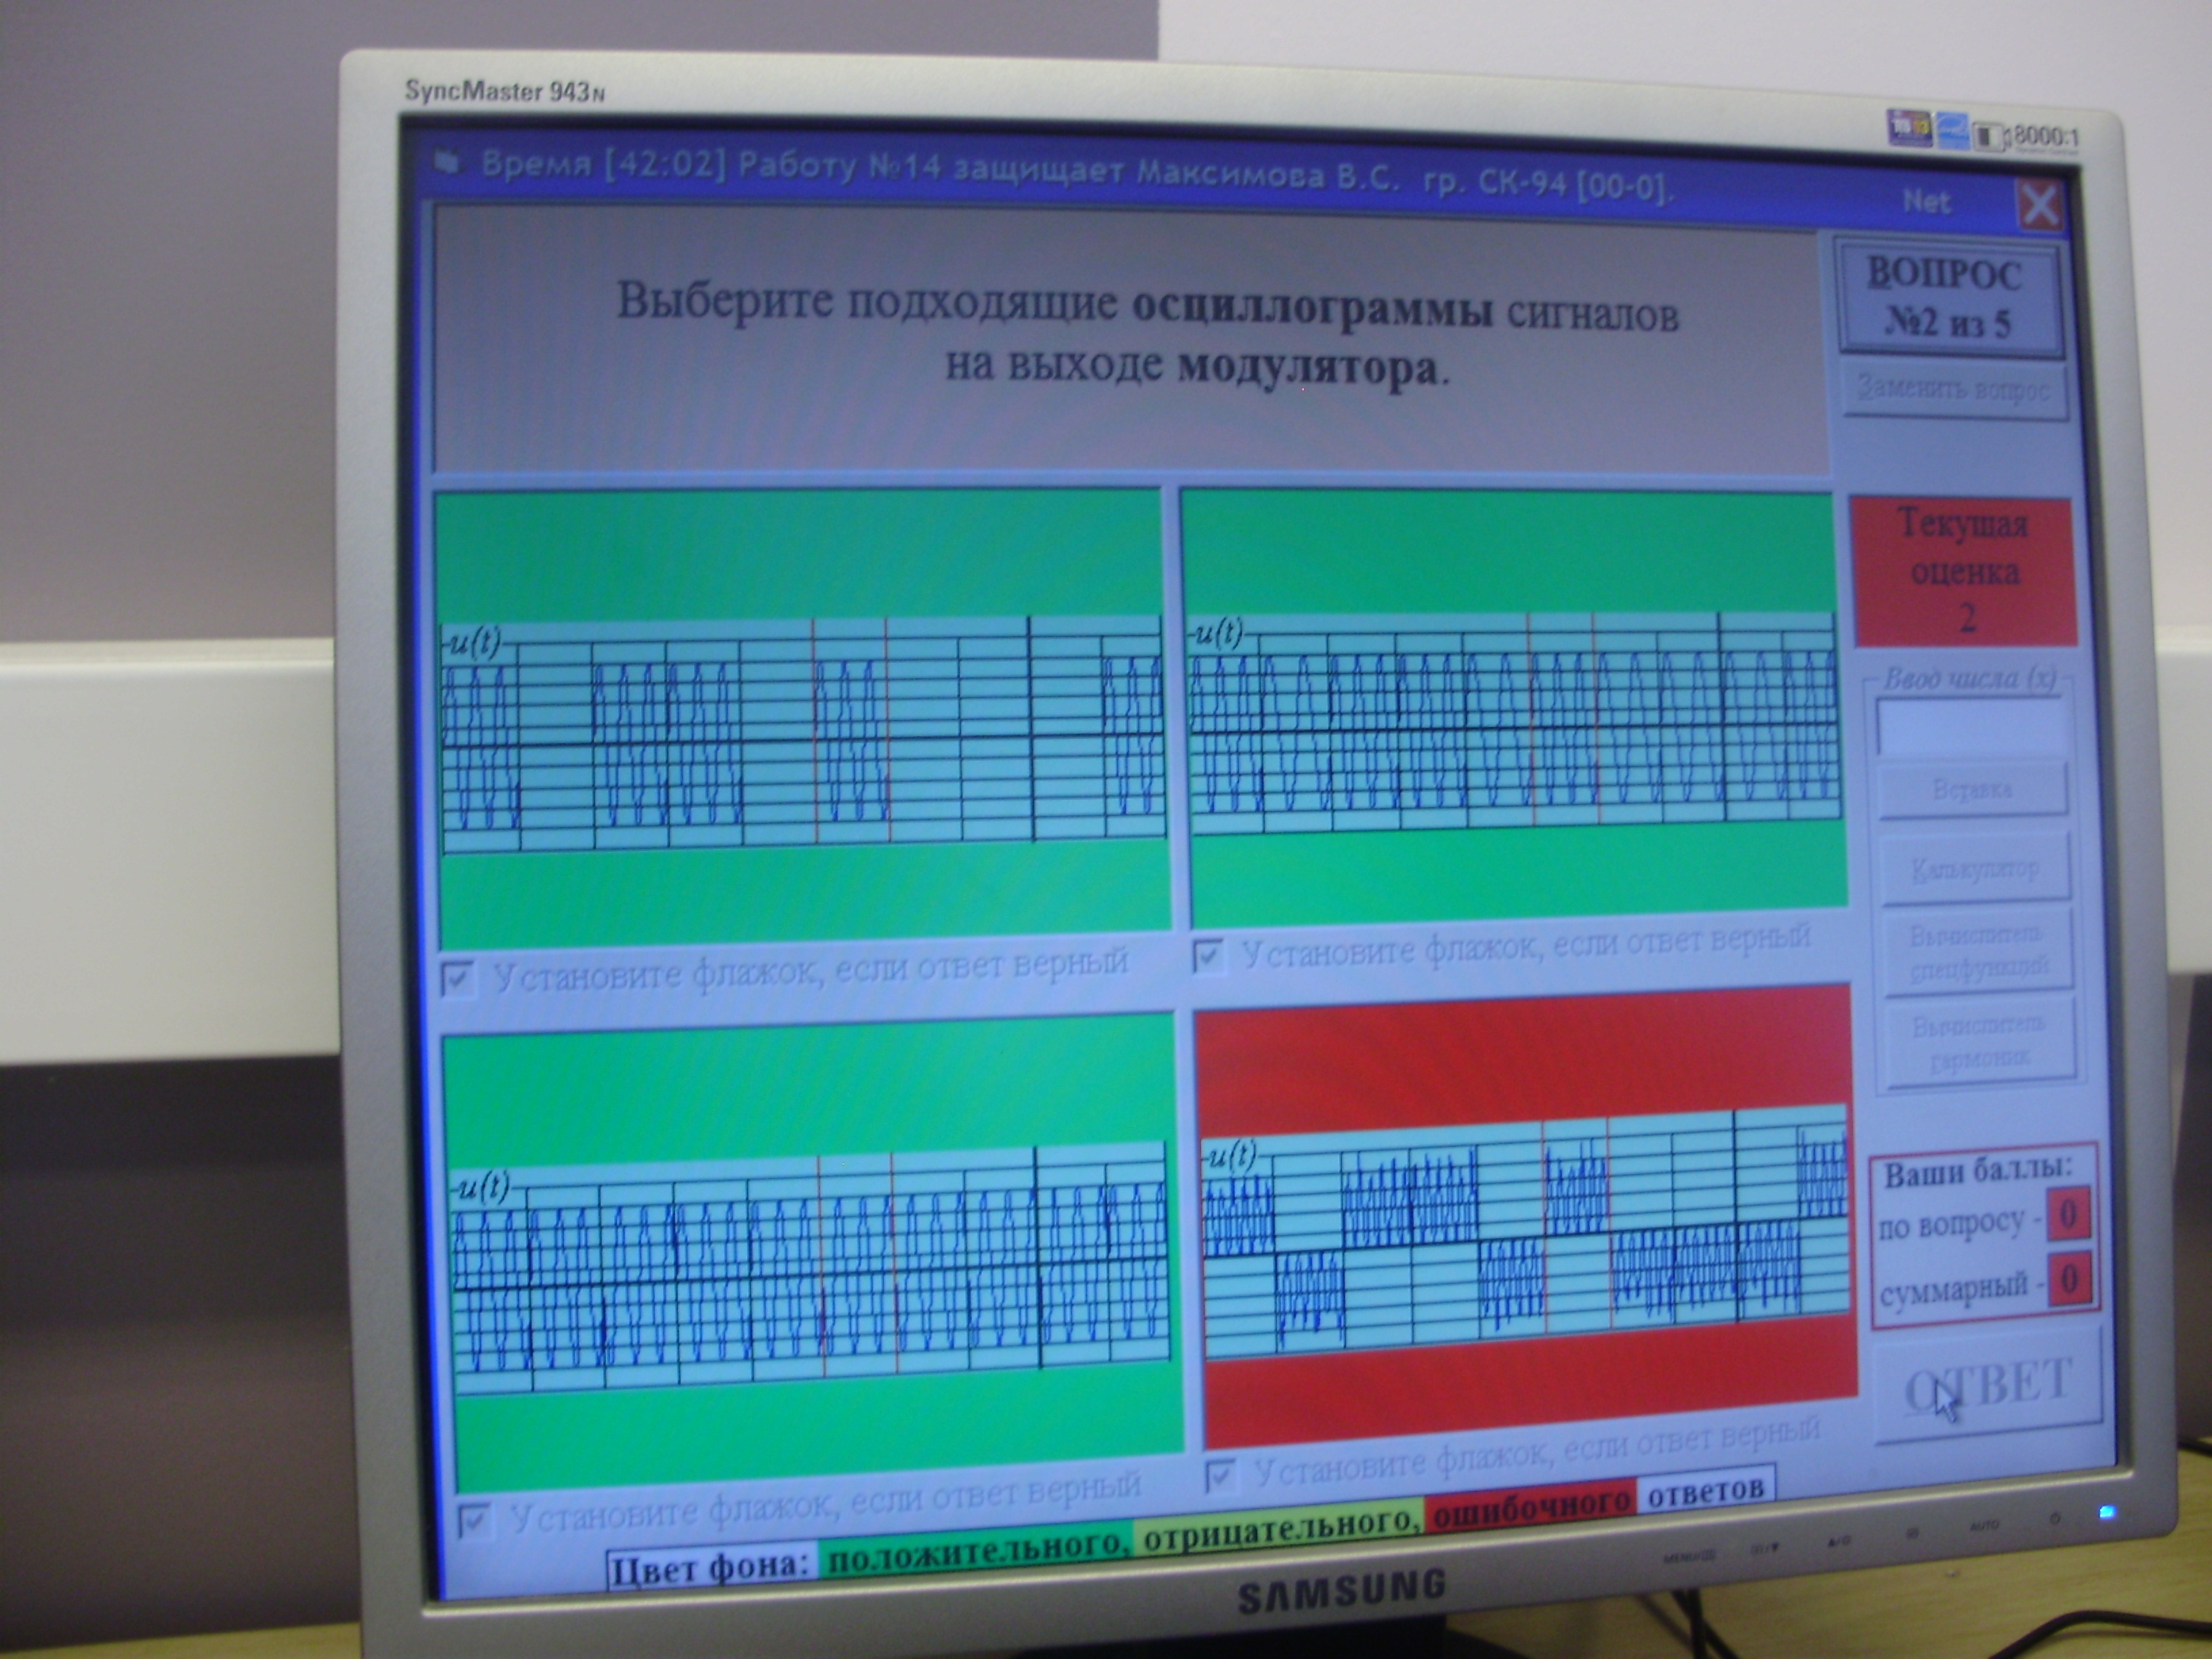 SyncMaster 943N
8000:1
Время [42:02] Работу №14 защищает Максимова В.С. гр. СК-94 [00-0].
Net
Выберите подходящие осциллограммы сигналов
на выходе модулятора.
ВОПРОС
№2 из 5
Заменить вопрос
Текущая
оценка
2
Ввод числа (x)
Вставка
Калькулятор
Вычислитель
спецфункций
Вычислитель
гармоник
u(t)
u(t)
Установите флажок, если ответ верный
Установите флажок, если ответ верный
u(t)
u(t)
Установите флажок, если ответ верный
Установите флажок, если ответ верный
Ваши баллы:
по вопросу - 0
суммарный - 0
ОТВЕТ
Цвет фона: положительного, отрицательного, ошибочного ответов
SAMSUNG
MENU
AUTO